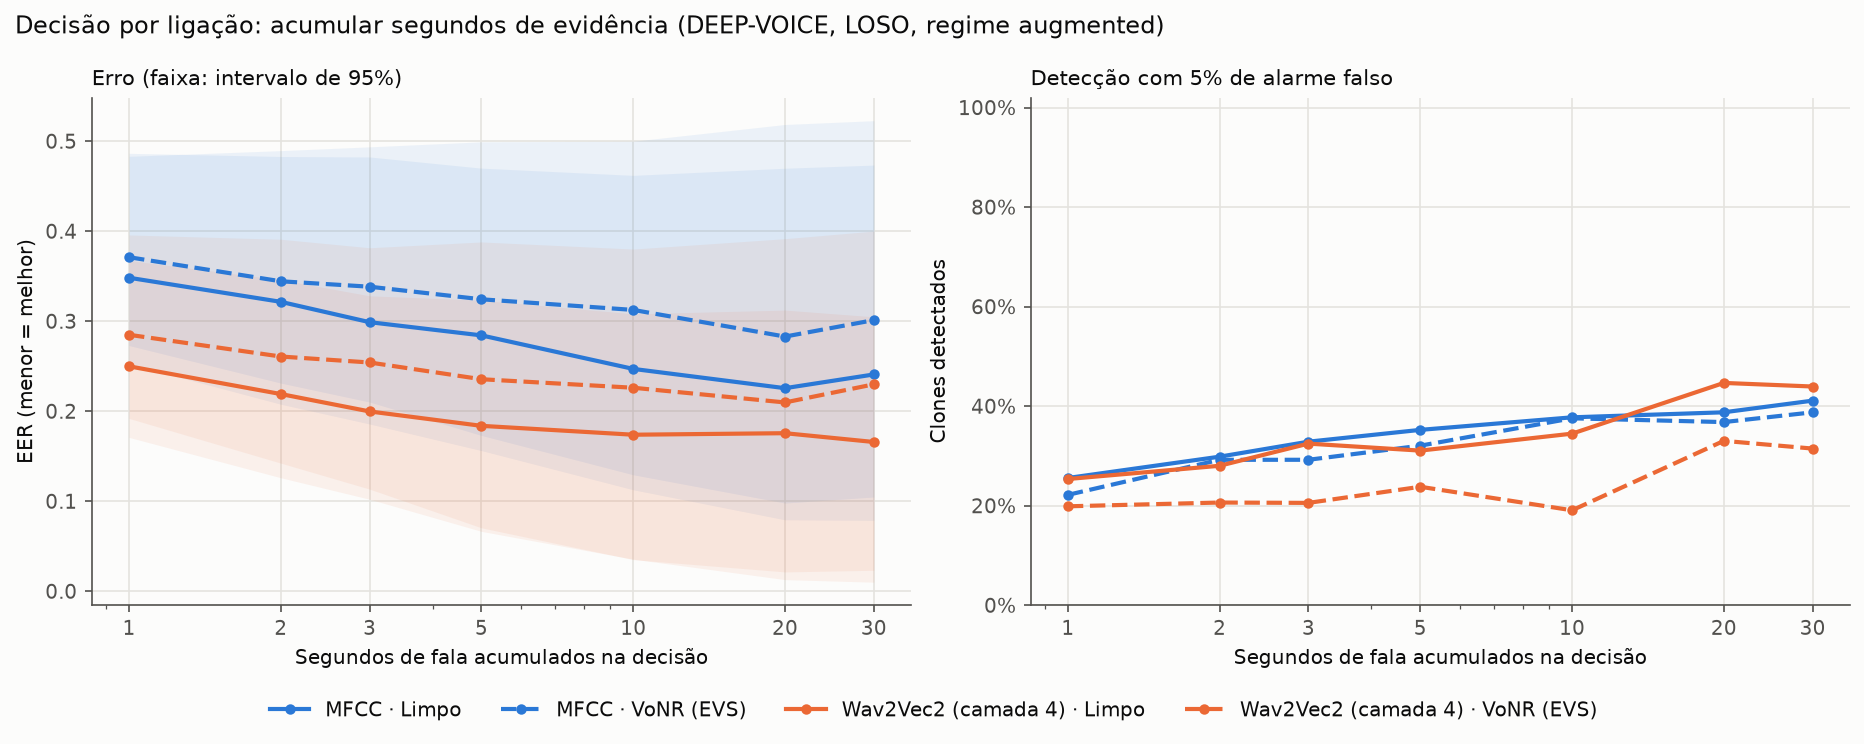 Decisão por ligação: acumular segundos de evidência (DEEP-VOICE, LOSO, regime augmented)
Erro (faixa: intervalo de 95%)
EER (menor = melhor)
0.5
0.4
0.3
0.2
0.1
0.0
1 2 3 5 10 20 30
Segundos de fala acumulados na decisão
Detecção com 5% de alarme falso
Clones detectados
100%
80%
60%
40%
20%
0%
1 2 3 5 10 20 30
Segundos de fala acumulados na decisão
MFCC · Limpo MFCC · VoNR (EVS) Wav2Vec2 (camada 4) · Limpo Wav2Vec2 (camada 4) · VoNR (EVS)